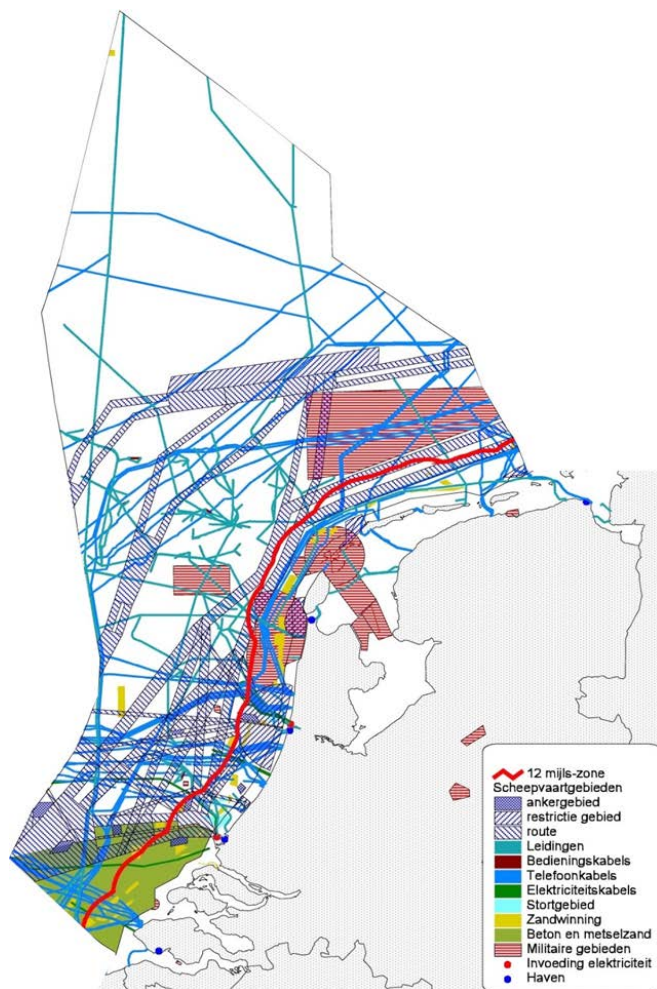 12 mijls-zone
Scheepvaartgebieden
ankergebied
restrictie gebied
route
Leidingen
Bedieningskabels
Telefoonkabels
Elektriciteitskabels
Stortgebied
Zandwinning
Beton en metselzand
Militaire gebieden
Invoeding elektriciteit
Haven